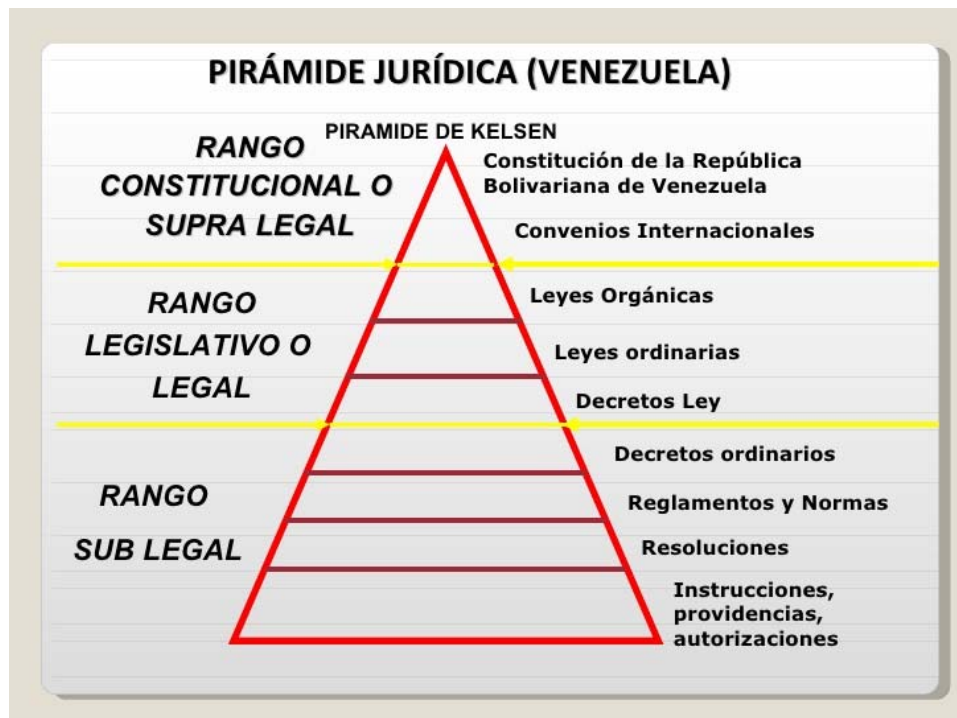 PIRÁMIDE JURÍDICA (VENEZUELA)
PIRAMIDE DE KELSEN
RANGO
CONSTITUCIONAL O
SUPRA LEGAL
Constitución de la República
Bolivariana de Venezuela
Convenios Internacionales
RANGO
LEGISLATIVO O
LEGAL
Leyes Orgánicas
Leyes ordinarias
Decretos Ley
RANGO
SUB LEGAL
Decretos ordinarios
Reglamentos y Normas
Resoluciones
Instrucciones,
providencias,
autorizaciones